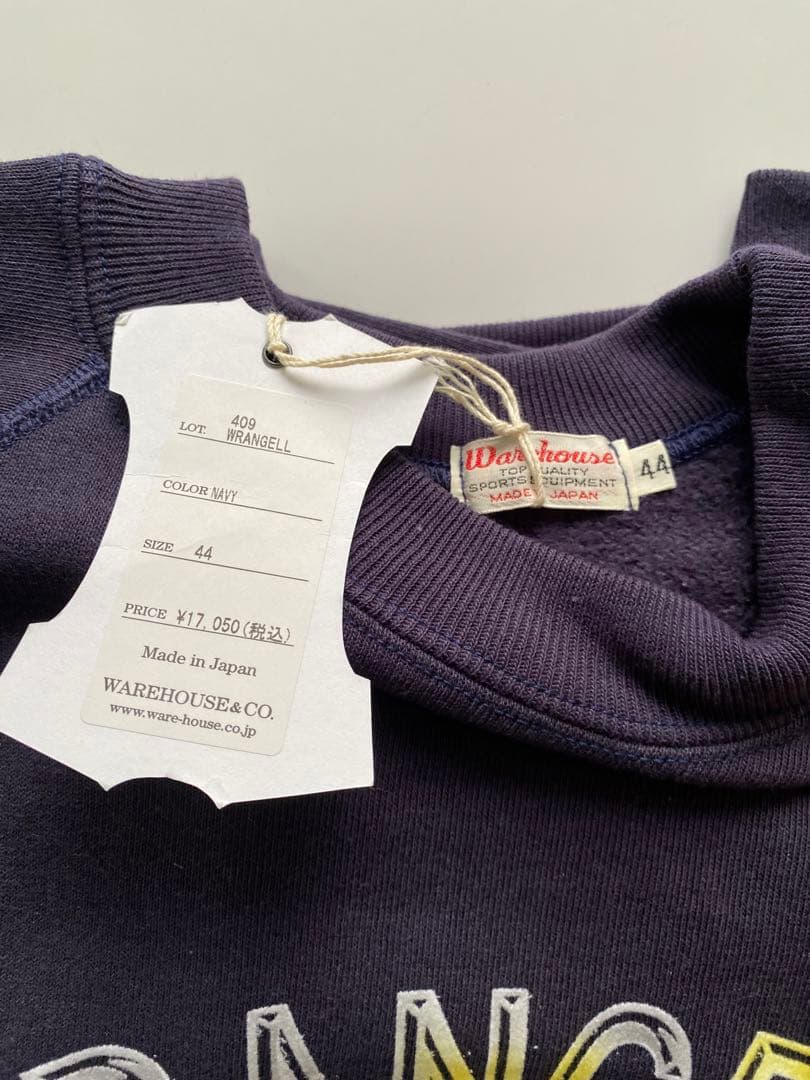 LOT. 409
WRANGELL
COLOR NAVY
SIZE 44
PRICE ¥17,050(税込)
Made in Japan
WAREHOUSE&CO.
www.ware-house.co.jp
Warehouse
TOP QUALITY
SPORTS EQUIPMENT
MADE JAPAN
44